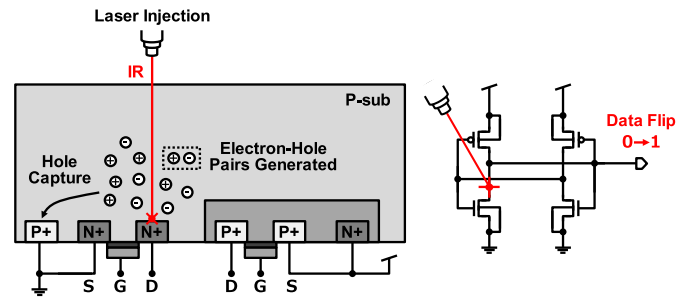 Laser Injection
IR
P-sub
Hole
Capture
Electron-Hole
Pairs Generated
P+
N+
N+
P+
P+
N+
S
G
D
D
G
S
Data Flip
0→1